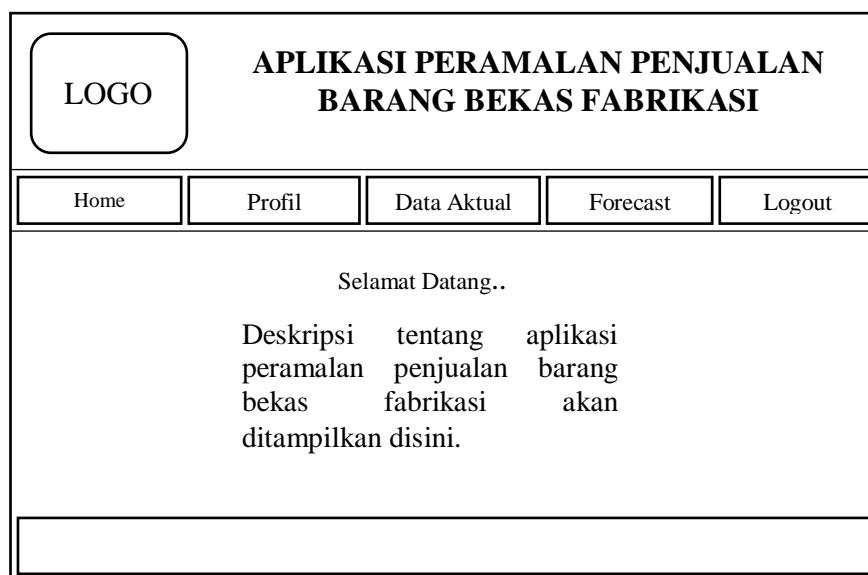 LOGO
APLIKASI PERAMALAN PENJUALAN
BARANG BEKAS FABRIKASI
Home
Profil
Data Aktual
Forecast
Logout
Selamat Datang..
Deskripsi tentang aplikasi
peramalan penjualan barang
bekas fabrikasi akan
ditampilkan disini.